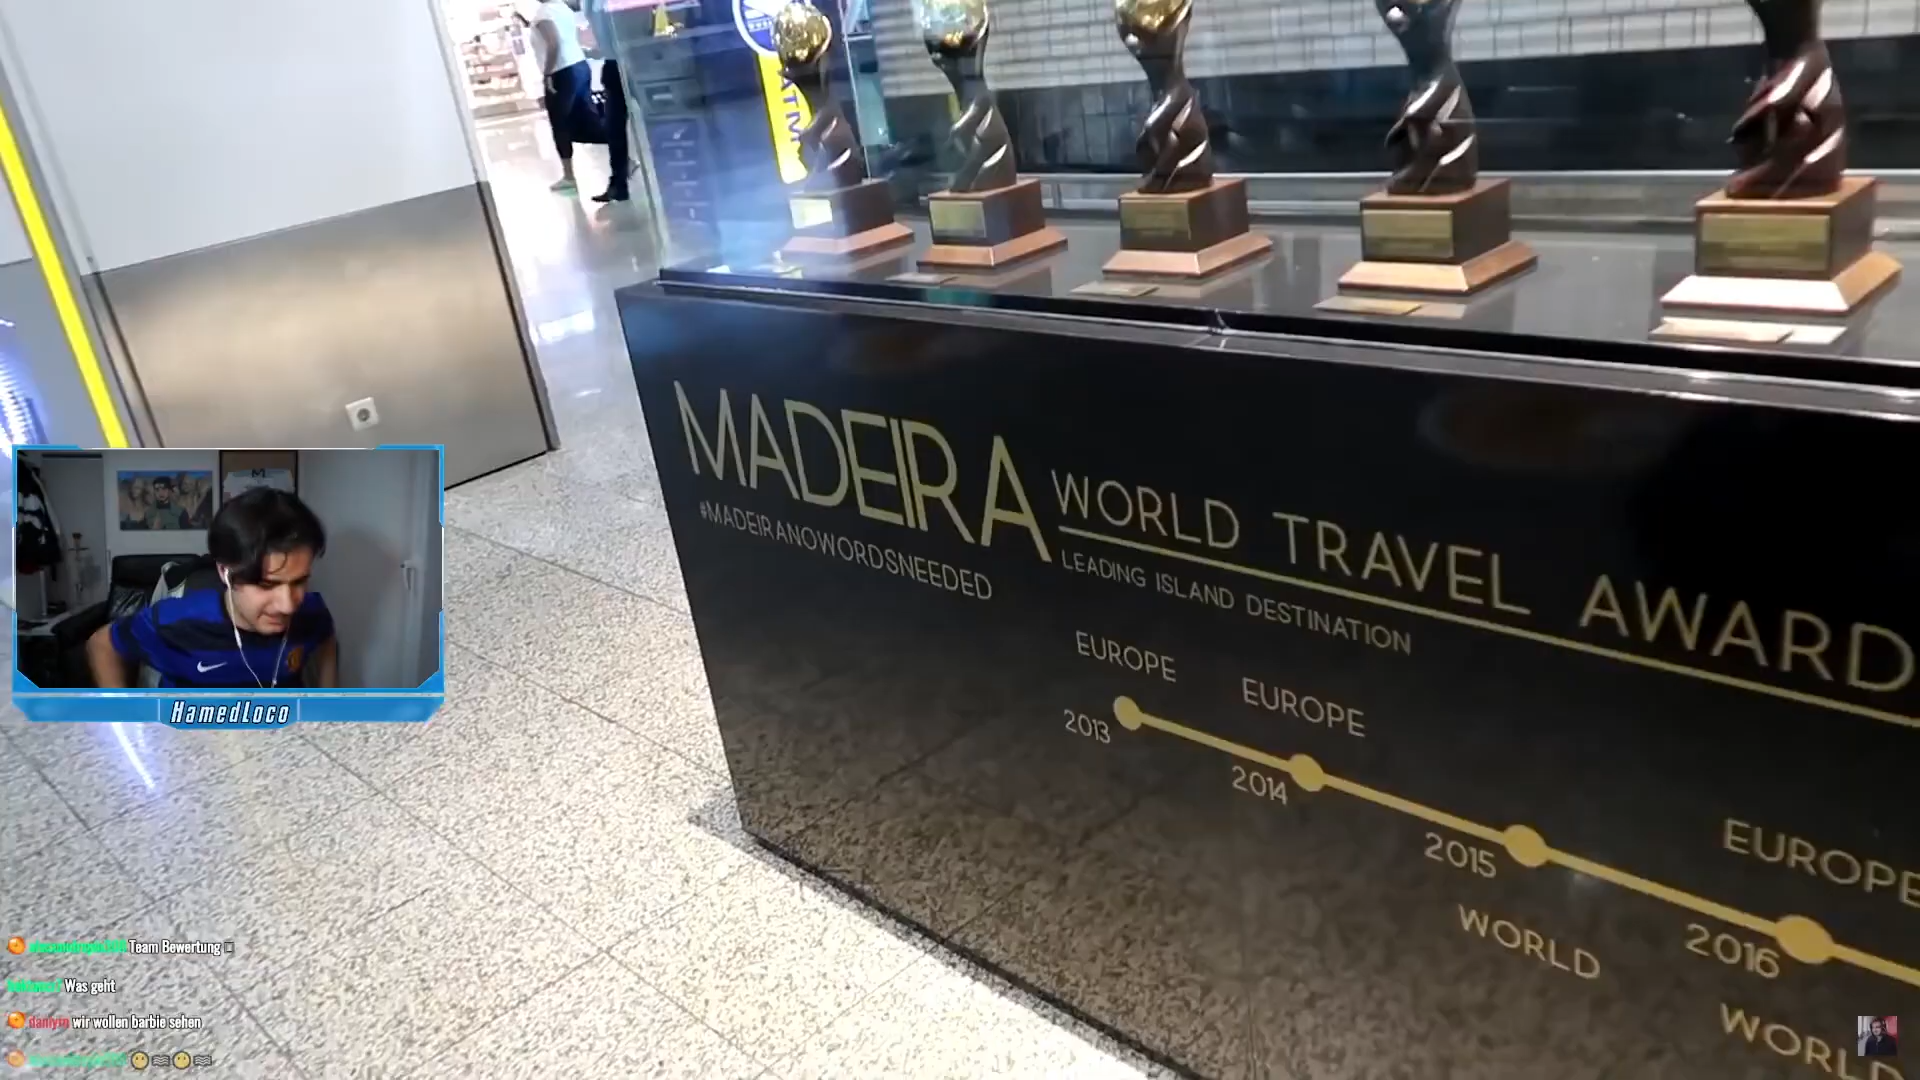 MADEIRA WORLD TRAVEL AWARD
#MADEIRANOWORDSNEEDED
LEADING ISLAND DESTINATION
EUROPE
EUROPE
2013
2014
EUROPE
2015
WORLD
2016
WORLD
HamedLoco
Team Bewertung
Was geht
daniyrn wir wollen barbie sehen